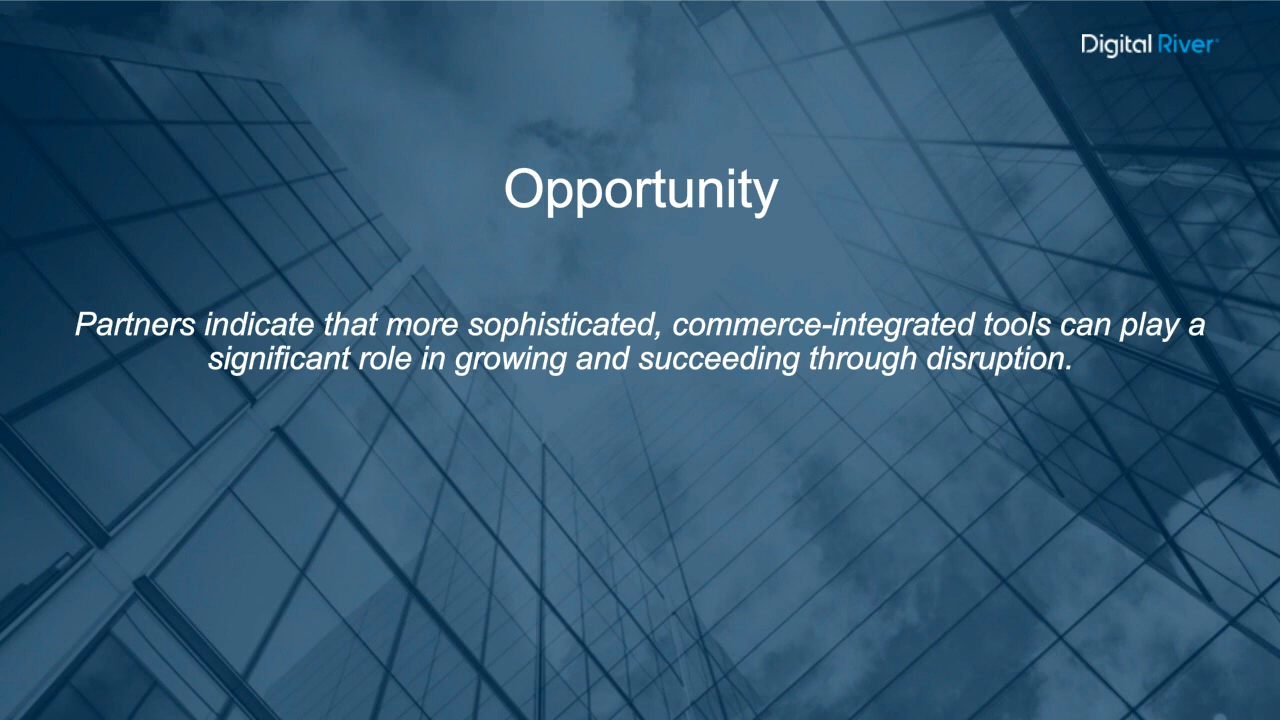 Digital River
Opportunity
Partners indicate that more sophisticated, commerce-integrated tools can play a
significant role in growing and succeeding through disruption.